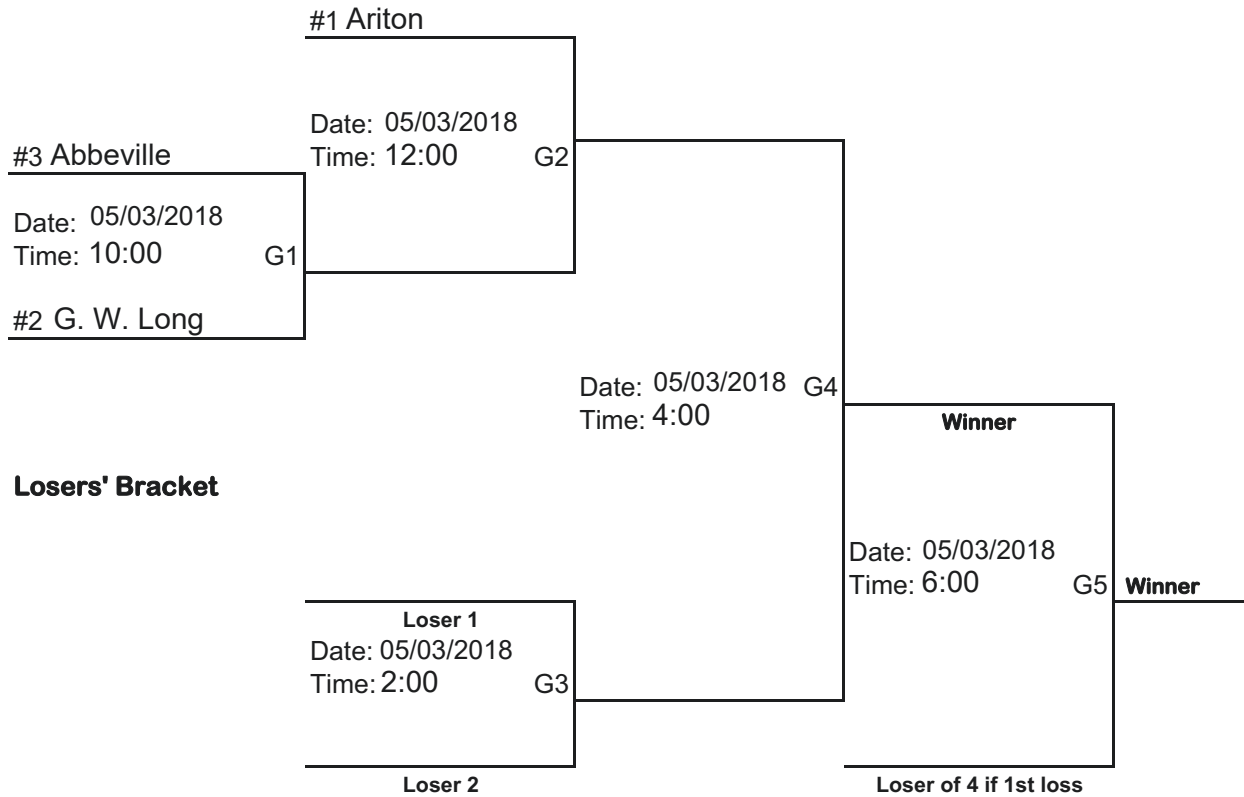 #1 Ariton
Date: 05/03/2018
Time: 12:00 G2
#3 Abbeville
Date: 05/03/2018
Time: 10:00 G1
#2 G. W. Long
Date: 05/03/2018 G4
Time: 4:00
Winner
Losers' Bracket
Date: 05/03/2018
Time: 6:00 G5 Winner
Loser 1
Date: 05/03/2018
Time: 2:00 G3
Loser 2
Loser of 4 if 1st loss